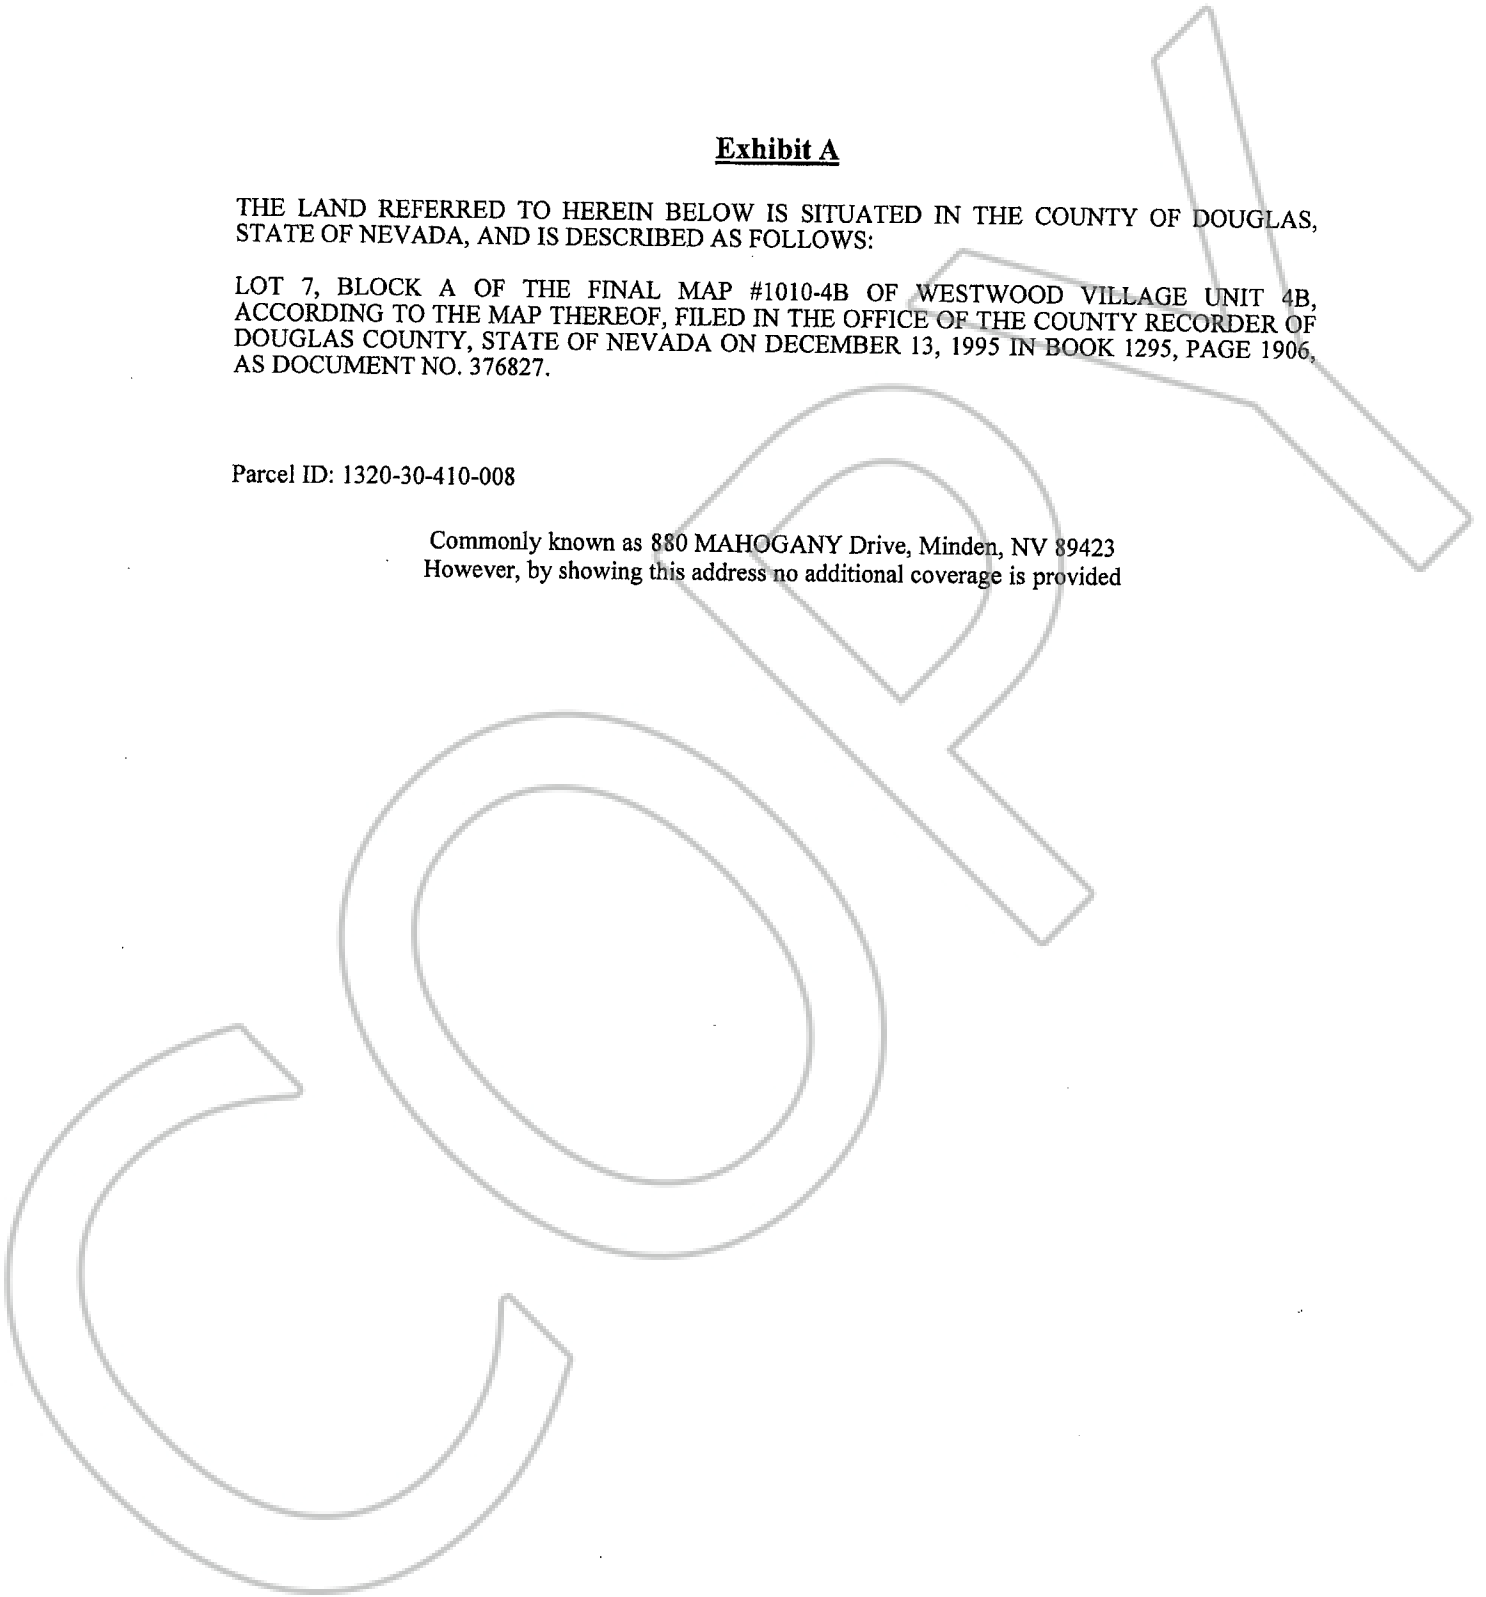 Exhibit A
THE LAND REFERRED TO HEREIN BELOW IS SITUATED IN THE COUNTY OF DOUGLAS,
STATE OF NEVADA, AND IS DESCRIBED AS FOLLOWS:
LOT 7, BLOCK A OF THE FINAL MAP #1010-4B OF WESTWOOD VILLAGE UNIT 4B,
ACCORDING TO THE MAP THEREOF, FILED IN THE OFFICE OF THE COUNTY RECORDER OF
DOUGLAS COUNTY, STATE OF NEVADA ON DECEMBER 13, 1995 IN BOOK 1295, PAGE 1906,
AS DOCUMENT NO. 376827.
Parcel ID: 1320-30-410-008
Commonly known as 880 MAHOGANY Drive, Minden, NV 89423
However, by showing this address no additional coverage is provided
COPY